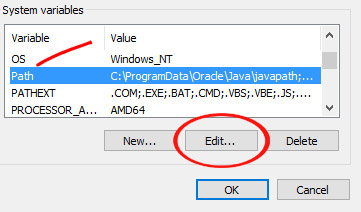 System variables
Variable Value
OS Windows_NT
Path C:\ProgramData\Oracle\Java\javapath;...
PATHEXT .COM;.EXE;.BAT;.CMD;.VBS;.VBE;.JS;....
PROCESSOR_A... AMD64
New... Edit... Delete
OK Cancel